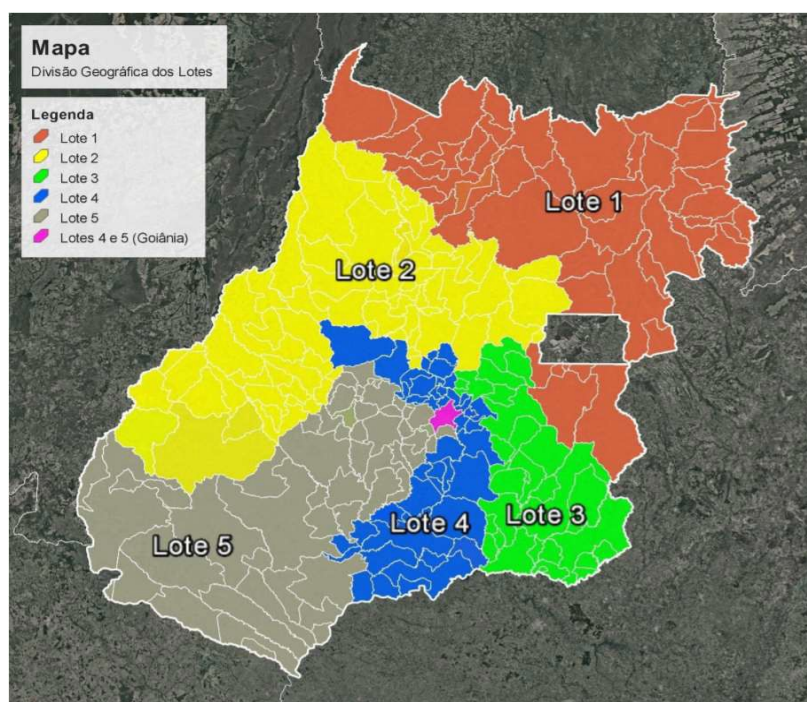 Mapa
Divisão Geográfica dos Lotes
Legenda
Lote 1
Lote 2
Lote 3
Lote 4
Lote 5
Lotes 4 e 5 (Goiânia)
Lote 1
Lote 2
Lote 3
Lote 4
Lote 5